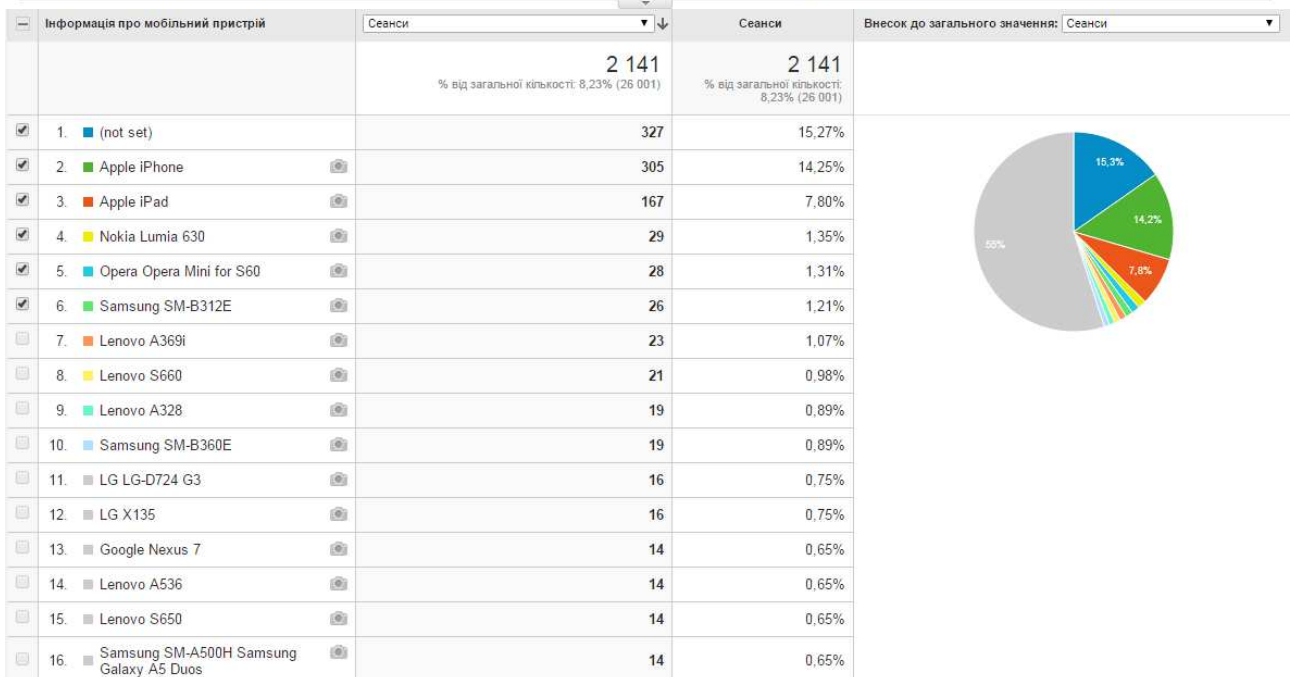 Інформація про мобільний пристрій Сеанси Сеанси Внесок до загального значення: Сеанси
2 141 2 141
% від загальної кількості: 8,23% (26 001) % від загальної кількості:
8,23% (26 001)
1. (not set) 327 15,27%
2. Apple iPhone 305 14,25%
3. Apple iPad 167 7,80%
4. Nokia Lumia 630 29 1,35%
5. Opera Opera Mini for S60 28 1,31%
6. Samsung SM-B312E 26 1,21%
7. Lenovo A369i 23 1,07%
8. Lenovo S660 21 0,98%
9. Lenovo A328 19 0,89%
10. Samsung SM-B360E 19 0,89%
11. LG LG-D724 G3 16 0,75%
12. LG X135 16 0,75%
13. Google Nexus 7 14 0,65%
14. Lenovo A536 14 0,65%
15. Lenovo S650 14 0,65%
16. Samsung SM-A500H Samsung
Galaxy A5 Duos 14 0,65%
15,3%
14,2%
7,8%
55%